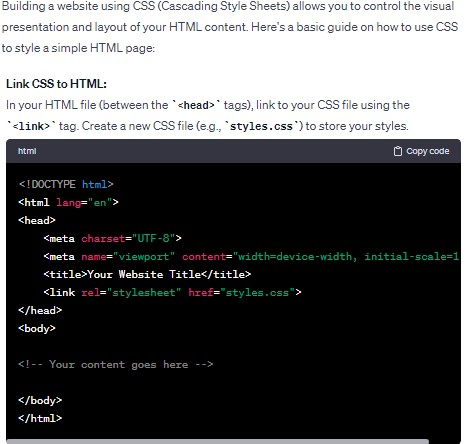 Building a website using CSS (Cascading Style Sheets) allows you to control the visual
presentation and layout of your HTML content. Here's a basic guide on how to use CSS
to style a simple HTML page:
Link CSS to HTML:
In your HTML file (between the `<head>` tags), link to your CSS file using the
`<link>` tag. Create a new CSS file (e.g., `styles.css`) to store your styles.
html Copy code
<!DOCTYPE html>
<html lang="en">
<head>
    <meta charset="UTF-8">
    <meta name="viewport" content="width=device-width, initial-scale=1
    <title>Your Website Title</title>
    <link rel="stylesheet" href="styles.css">
</head>
<body>
<!-- Your content goes here -->
</body>
</html>